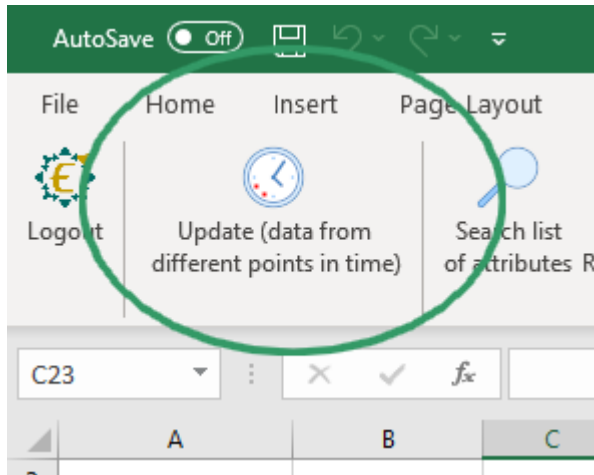 AutoSave Off
File Home Insert Page Layout
Logout
Update (data from
different points in time)
Search list
of attributes R
C23 fx
A B C